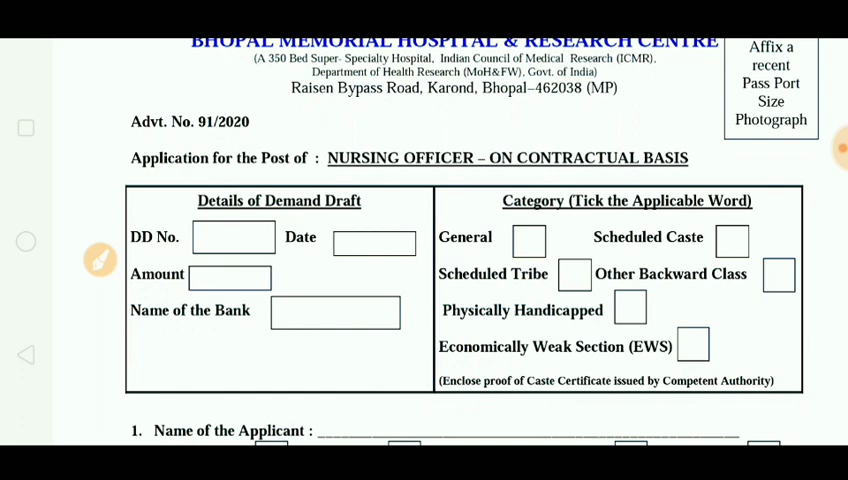 BHOPAL MEMORIAL HOSPITAL & RESEARCH CENTRE
(A 350 Bed Super- Specialty Hospital, Indian Council of Medical Research (ICMR),
Department of Health Research (MoH&FW), Govt. of India)
Raisen Bypass Road, Karond, Bhopal–462038 (MP)
Affix a
recent
Pass Port
Size
Photograph
Advt. No. 91/2020
Application for the Post of : NURSING OFFICER – ON CONTRACTUAL BASIS
Details of Demand Draft
DD No. Date
Amount
Name of the Bank
Category (Tick the Applicable Word)
General Scheduled Caste
Scheduled Tribe Other Backward Class
Physically Handicapped
Economically Weak Section (EWS)
(Enclose proof of Caste Certificate issued by Competent Authority)
1. Name of the Applicant :